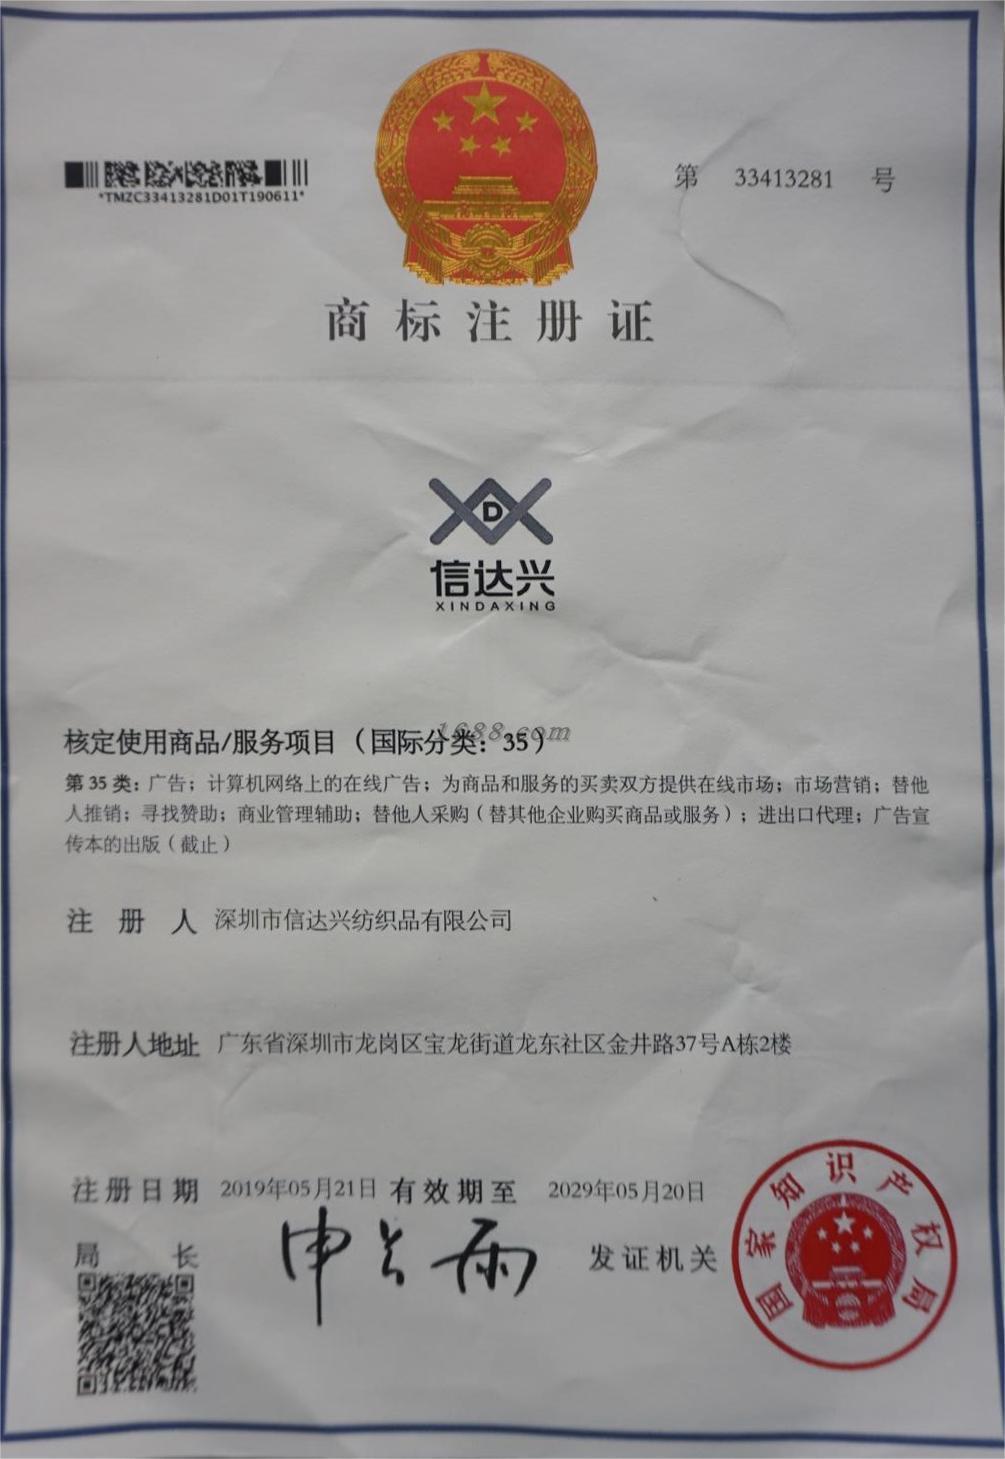 第 33413281 号
*TMZC33413281D01T190611*
商标注册证
D
信达兴
XINDAXING
1688.com
核定使用商品/服务项目（国际分类：35）
第35类：广告；计算机网络上的在线广告；为商品和服务的买卖双方提供在线市场；市场营销；替他
人推销；寻找赞助；商业管理辅助；替他人采购（替其他企业购买商品或服务）；进出口代理；广告宣
传本的出版（截止）
注册人 深圳市信达兴纺织品有限公司
注册人地址 广东省深圳市龙岗区宝龙街道龙东社区金井路37号A栋2楼
注册日期 2019年05月21日 有效期至 2029年05月20日
局长 申长雨 发证机关
国家知识产权局